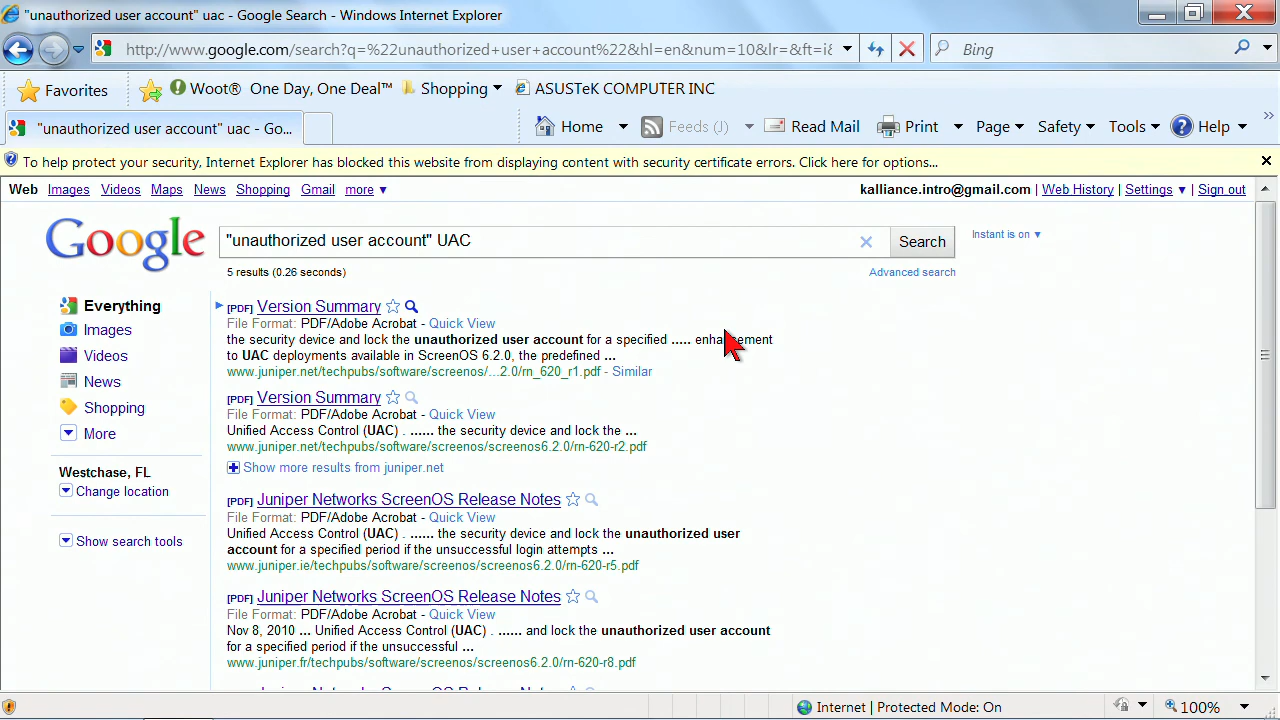 "unauthorized user account" uac - Google Search - Windows Internet Explorer
http://www.google.com/search?q=%22unauthorized+user+account%22&hl=en&num=10&lr=&ft=i&
Bing
Favorites
Woot® One Day, One Deal™
Shopping
ASUSTeK COMPUTER INC
"unauthorized user account" uac - Go...
Home
Feeds (J)
Read Mail
Print
Page
Safety
Tools
Help
To help protect your security, Internet Explorer has blocked this website from displaying content with security certificate errors. Click here for options...
Web Images Videos Maps News Shopping Gmail more
kalliance.intro@gmail.com | Web History | Settings | Sign out
Google
"unauthorized user account" UAC
Search
Instant is on
5 results (0.26 seconds)
Advanced search
Everything
Images
Videos
News
Shopping
More
Westchase, FL
Change location
Show search tools
[PDF] Version Summary
File Format: PDF/Adobe Acrobat - Quick View
the security device and lock the unauthorized user account for a specified ..... enhancement
to UAC deployments available in ScreenOS 6.2.0, the predefined ...
www.juniper.net/techpubs/software/screenos/...2.0/rn_620_r1.pdf - Similar
[PDF] Version Summary
File Format: PDF/Adobe Acrobat - Quick View
Unified Access Control (UAC) . ...... the security device and lock the ...
www.juniper.net/techpubs/software/screenos/screenos6.2.0/rn-620-r2.pdf
Show more results from juniper.net
[PDF] Juniper Networks ScreenOS Release Notes
File Format: PDF/Adobe Acrobat - Quick View
Unified Access Control (UAC) . ...... the security device and lock the unauthorized user
account for a specified period if the unsuccessful login attempts ...
www.juniper.ie/techpubs/software/screenos/screenos6.2.0/rn-620-r5.pdf
[PDF] Juniper Networks ScreenOS Release Notes
File Format: PDF/Adobe Acrobat - Quick View
Nov 8, 2010 ... Unified Access Control (UAC) . ...... and lock the unauthorized user account
for a specified period if the unsuccessful ...
www.juniper.fr/techpubs/software/screenos/screenos6.2.0/rn-620-r8.pdf
Internet | Protected Mode: On
100%